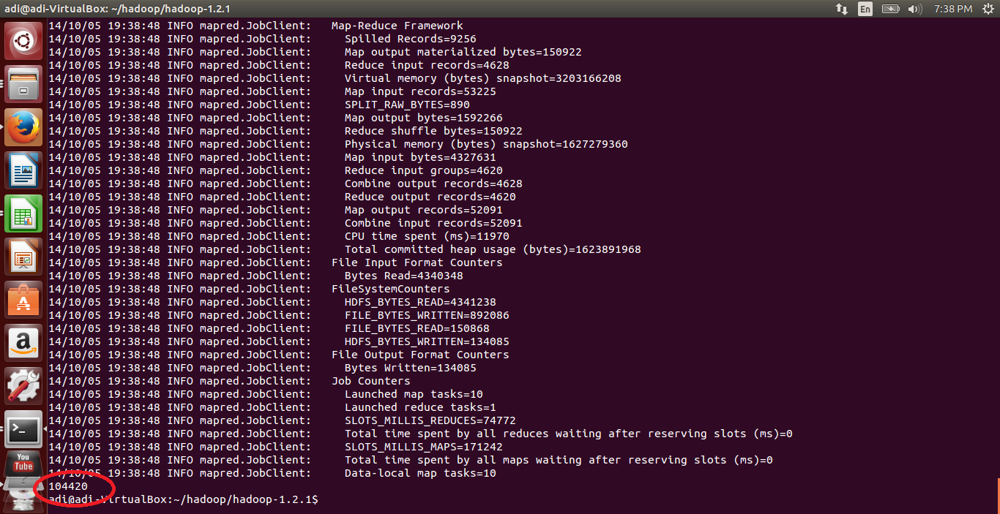 adi@adi-VirtualBox: ~/hadoop/hadoop-1.2.1
En
7:38 PM
14/10/05 19:38:48 INFO mapred.JobClient:   Map-Reduce Framework
14/10/05 19:38:48 INFO mapred.JobClient:     Spilled Records=9256
14/10/05 19:38:48 INFO mapred.JobClient:     Map output materialized bytes=150922
14/10/05 19:38:48 INFO mapred.JobClient:     Reduce input records=4628
14/10/05 19:38:48 INFO mapred.JobClient:     Virtual memory (bytes) snapshot=3203166208
14/10/05 19:38:48 INFO mapred.JobClient:     Map input records=53225
14/10/05 19:38:48 INFO mapred.JobClient:     SPLIT_RAW_BYTES=890
14/10/05 19:38:48 INFO mapred.JobClient:     Map output bytes=1592266
14/10/05 19:38:48 INFO mapred.JobClient:     Reduce shuffle bytes=150922
14/10/05 19:38:48 INFO mapred.JobClient:     Physical memory (bytes) snapshot=1627279360
14/10/05 19:38:48 INFO mapred.JobClient:     Map input bytes=4327631
14/10/05 19:38:48 INFO mapred.JobClient:     Reduce input groups=4620
14/10/05 19:38:48 INFO mapred.JobClient:     Combine output records=4628
14/10/05 19:38:48 INFO mapred.JobClient:     Reduce output records=4620
14/10/05 19:38:48 INFO mapred.JobClient:     Map output records=52091
14/10/05 19:38:48 INFO mapred.JobClient:     Combine input records=52091
14/10/05 19:38:48 INFO mapred.JobClient:     CPU time spent (ms)=11970
14/10/05 19:38:48 INFO mapred.JobClient:     Total committed heap usage (bytes)=1623891968
14/10/05 19:38:48 INFO mapred.JobClient:   File Input Format Counters
14/10/05 19:38:48 INFO mapred.JobClient:     Bytes Read=4340348
14/10/05 19:38:48 INFO mapred.JobClient:   FileSystemCounters
14/10/05 19:38:48 INFO mapred.JobClient:     HDFS_BYTES_READ=4341238
14/10/05 19:38:48 INFO mapred.JobClient:     FILE_BYTES_WRITTEN=892086
14/10/05 19:38:48 INFO mapred.JobClient:     FILE_BYTES_READ=150868
14/10/05 19:38:48 INFO mapred.JobClient:     HDFS_BYTES_WRITTEN=134085
14/10/05 19:38:48 INFO mapred.JobClient:   File Output Format Counters
14/10/05 19:38:48 INFO mapred.JobClient:     Bytes Written=134085
14/10/05 19:38:48 INFO mapred.JobClient:   Job Counters
14/10/05 19:38:48 INFO mapred.JobClient:     Launched map tasks=10
14/10/05 19:38:48 INFO mapred.JobClient:     Launched reduce tasks=1
14/10/05 19:38:48 INFO mapred.JobClient:     SLOTS_MILLIS_REDUCES=74772
14/10/05 19:38:48 INFO mapred.JobClient:     Total time spent by all reduces waiting after reserving slots (ms)=0
14/10/05 19:38:48 INFO mapred.JobClient:     SLOTS_MILLIS_MAPS=171242
14/10/05 19:38:48 INFO mapred.JobClient:     Total time spent by all maps waiting after reserving slots (ms)=0
14/10/05 19:38:48 INFO mapred.JobClient:     Data-local map tasks=10
104420
adi@adi-VirtualBox:~/hadoop/hadoop-1.2.1$
a
You
Tube